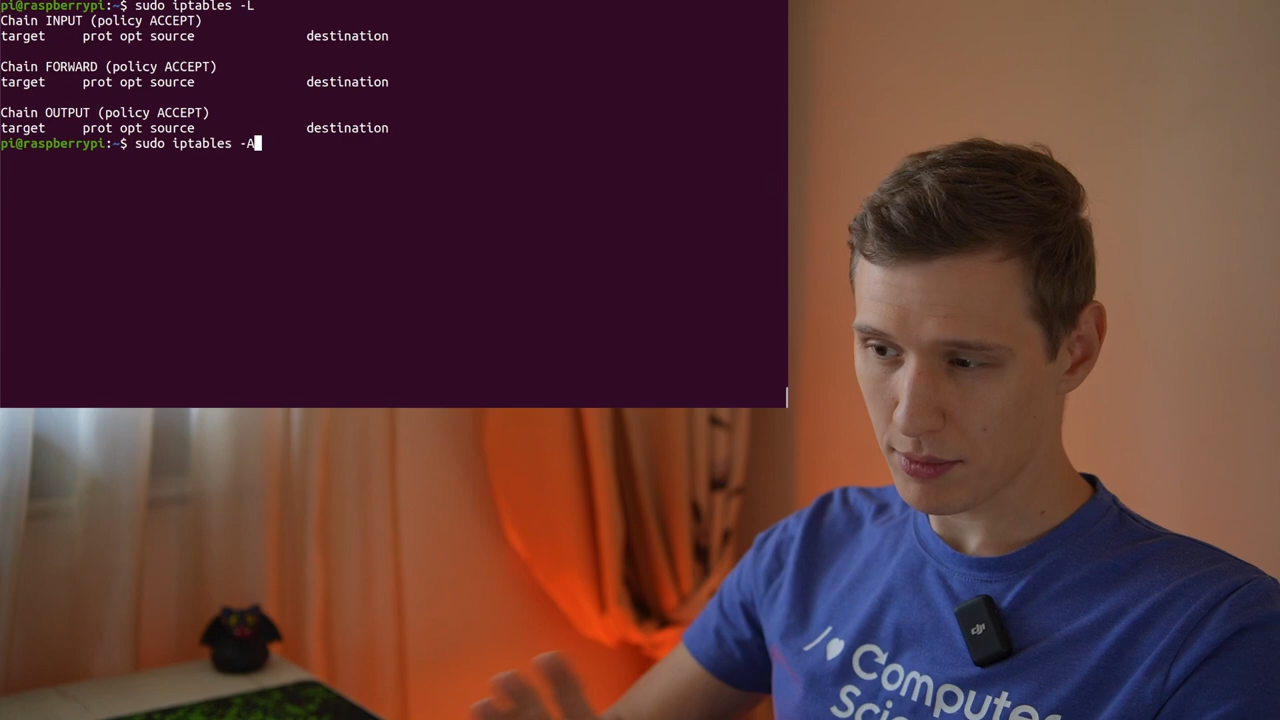 pi@raspberrypi:~$ sudo iptables -L
Chain INPUT (policy ACCEPT)
target     prot opt source               destination

Chain FORWARD (policy ACCEPT)
target     prot opt source               destination

Chain OUTPUT (policy ACCEPT)
target     prot opt source               destination
pi@raspberrypi:~$ sudo iptables -A
I ♥ Computer
dji